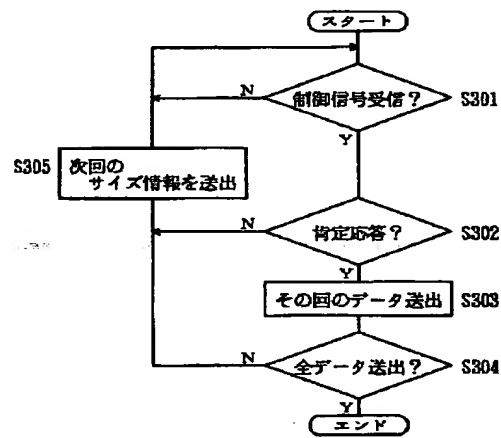 スタート
N
制御信号受信？
S301
Y
S305
次回の
サイズ情報を送出
N
肯定応答？
S302
Y
その回のデータ送出
S303
N
全データ送出？
S304
Y
エンド